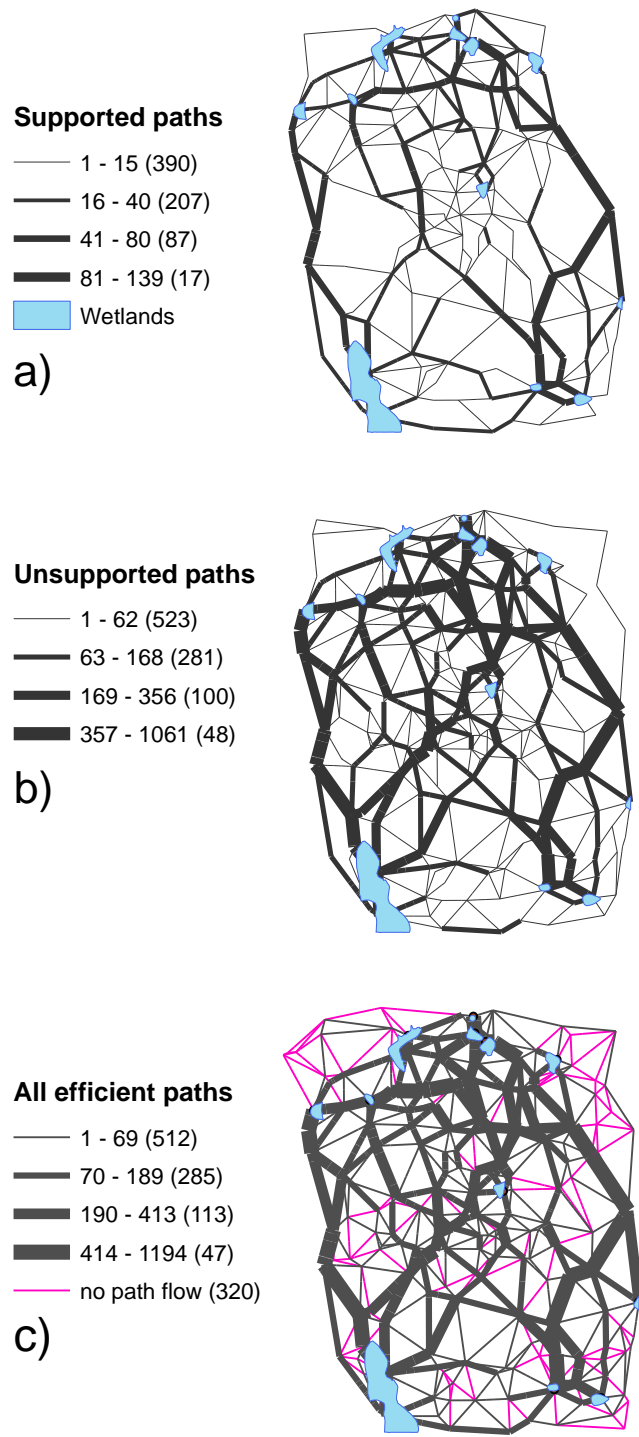 Supported paths
1 - 15 (390)
16 - 40 (207)
41 - 80 (87)
81 - 139 (17)
Wetlands
a)
Unsupported paths
1 - 62 (523)
63 - 168 (281)
169 - 356 (100)
357 - 1061 (48)
b)
All efficient paths
1 - 69 (512)
70 - 189 (285)
190 - 413 (113)
414 - 1194 (47)
no path flow (320)
c)